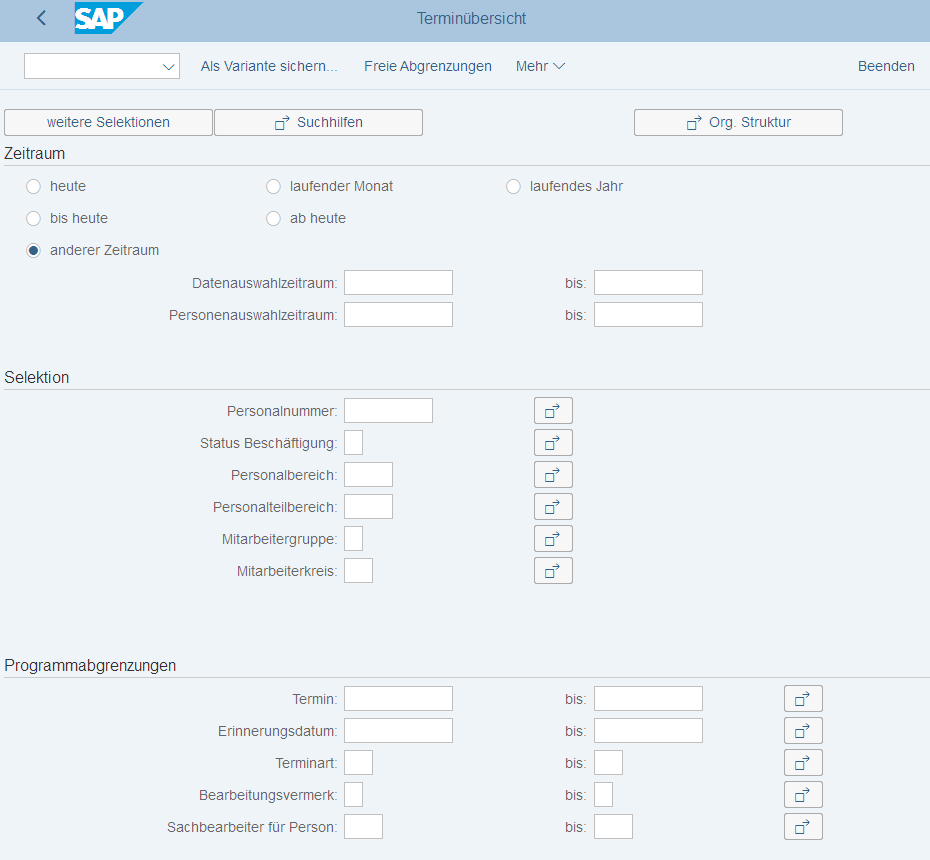 SAP Terminübersicht
Als Variante sichern... Freie Abgrenzungen Mehr Beenden
weitere Selektionen Suchhilfen Org. Struktur
Zeitraum
heute laufender Monat laufendes Jahr
bis heute ab heute
anderer Zeitraum
Datenauswahlzeitraum: bis:
Personenauswahlzeitraum: bis:
Selektion
Personalnummer:
Status Beschäftigung:
Personalbereich:
Personalteilbereich:
Mitarbeitergruppe:
Mitarbeiterkreis:
Programmabgrenzungen
Termin: bis:
Erinnerungsdatum: bis:
Terminart: bis:
Bearbeitungsvermerk: bis:
Sachbearbeiter für Person: bis: